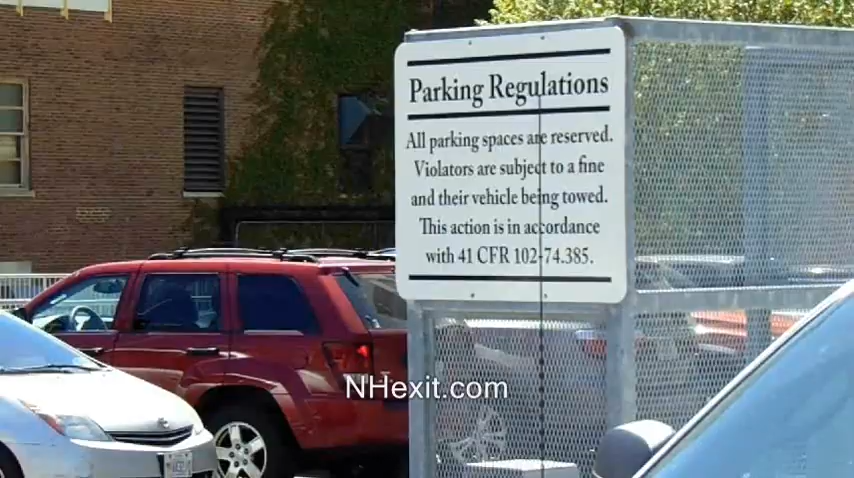 Parking Regulations
All parking spaces are reserved.
Violators are subject to a fine
and their vehicle being towed.
This action is in accordance
with 41 CFR 102-74.385.
NHexit.com